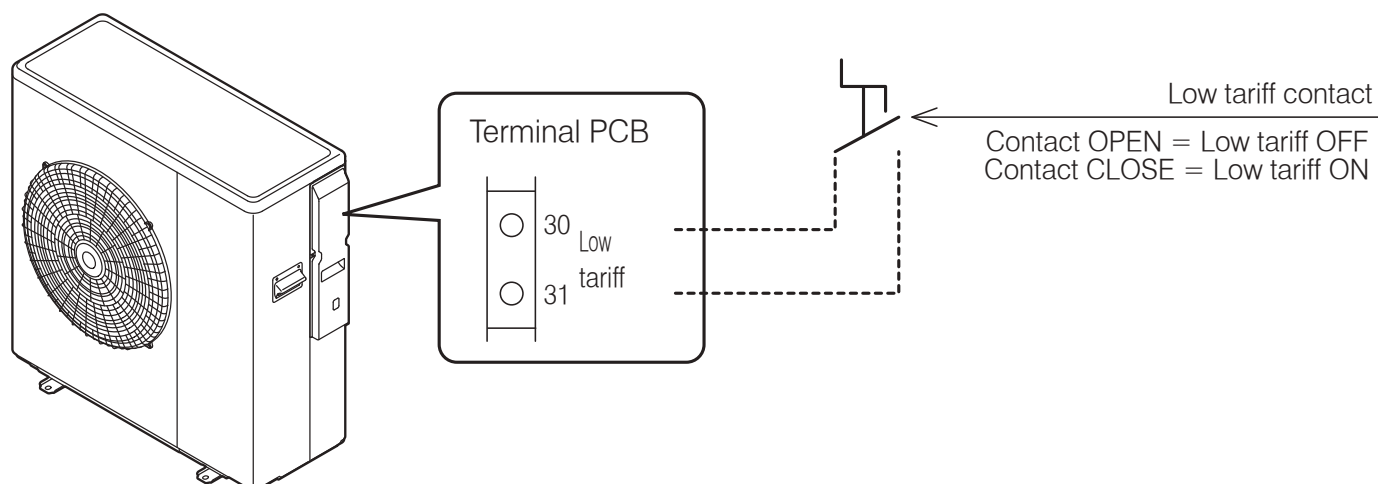 Terminal PCB
30
Low
tariff
31
Low tariff contact
Contact OPEN = Low tariff OFF
Contact CLOSE = Low tariff ON